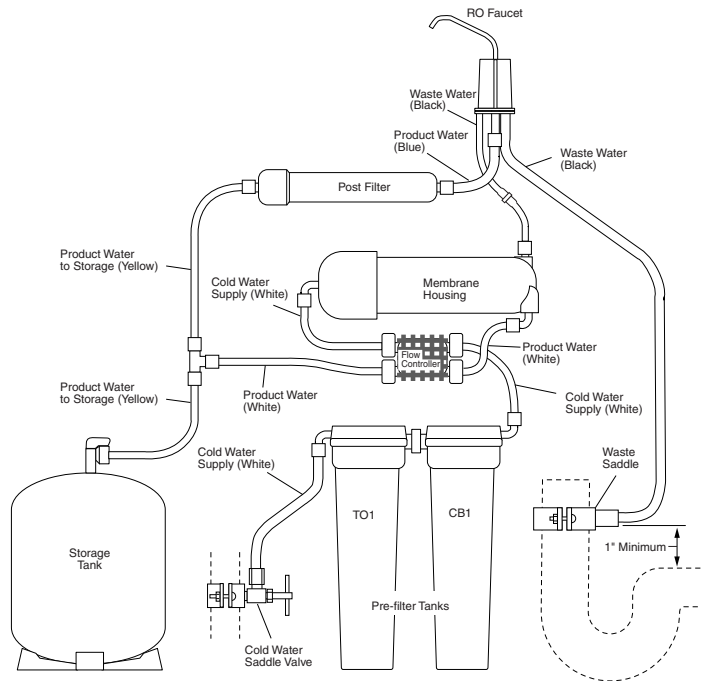 RO Faucet
Waste Water
(Black)
Product Water
(Blue)
Waste Water
(Black)
Post Filter
Product Water
to Storage (Yellow)
Cold Water
Supply (White)
Membrane
Housing
Flow
Controller
Product Water
(White)
Product Water
to Storage (Yellow)
Product Water
(White)
Cold Water
Supply (White)
Cold Water
Supply (White)
Waste
Saddle
TO1
CB1
1" Minimum
Storage
Tank
Pre-filter Tanks
Cold Water
Saddle Valve